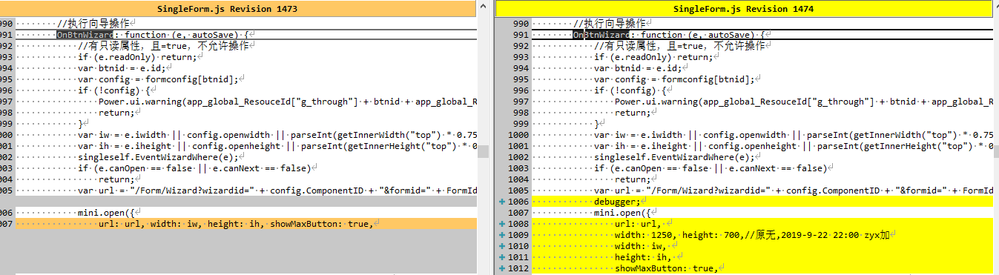 SingleForm.js Revision 1473
990 //执行向导操作
991 OnBtnWizard: function (e, autoSave) {
992 //有只读属性，且=true，不允许操作
993 if (e.readOnly) return;
994 var btnid = e.id;
995 var config = formconfig[btnid];
996 if (!config) {
997 Power.ui.warning(app_global_ResouceId["g_through"] + btnid + app_global_R
998 return;
999 }
000 var iw = e.iwidth || config.openwidth || parseInt(getInnerWidth("top") * 0.75
001 var ih = e.iheight || config.openheight || parseInt(getInnerHeight("top") * 0
002 singleself.EventWizardWhere(e);
003 if (e.canOpen == false || e.canNext == false)
004 return;
005 var url = "/Form/Wizard?wizardid=" + config.ComponentID + "&formid=" + FormId
006 mini.open({
007 url: url, width: iw, height: ih, showMaxButton: true,
SingleForm.js Revision 1474
990 //执行向导操作
991 OnBtnWizard: function (e, autoSave) {
992 //有只读属性，且=true，不允许操作
993 if (e.readOnly) return;
994 var btnid = e.id;
995 var config = formconfig[btnid];
996 if (!config) {
997 Power.ui.warning(app_global_ResouceId["g_through"] + btnid + app_global_R
998 return;
999 }
1000 var iw = e.iwidth || config.openwidth || parseInt(getInnerWidth("top") * 0.75
1001 var ih = e.iheight || config.openheight || parseInt(getInnerHeight("top") * 0
1002 singleself.EventWizardWhere(e);
1003 if (e.canOpen == false || e.canNext == false)
1004 return;
1005 var url = "/Form/Wizard?wizardid=" + config.ComponentID + "&formid=" + FormId
1006 debugger;
1007 mini.open({
1008 url: url,
1009 width: 1250, height: 700,//原无,2019-9-22 22:00 zyx加
1010 width: iw,
1011 height: ih,
1012 showMaxButton: true,